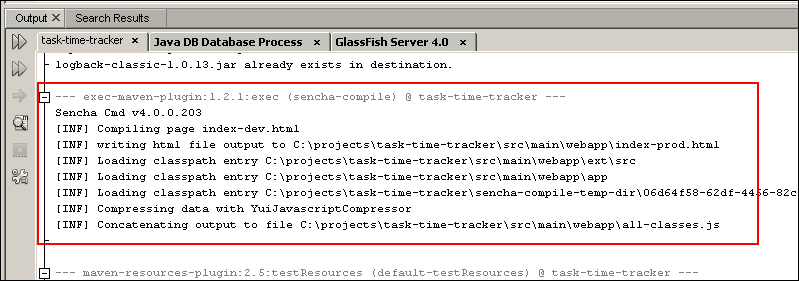 Output Search Results
task-time-tracker Java DB Database Process GlassFish Server 4.0
logback-classic-1.0.13.jar already exists in destination.
--- exec-maven-plugin:1.2.1:exec (sencha-compile) @ task-time-tracker ---
Sencha Cmd v4.0.0.203
[INF] Compiling page index-dev.html
[INF] writing html file output to C:\projects\task-time-tracker\src\main\webapp\index-prod.html
[INF] Loading classpath entry C:\projects\task-time-tracker\src\main\webapp\ext\src
[INF] Loading classpath entry C:\projects\task-time-tracker\src\main\webapp\app
[INF] Loading classpath entry C:\projects\task-time-tracker\sencha-compile-temp-dir\06d64f58-62df-4456-82c
[INF] Compressing data with YuiJavascriptCompressor
[INF] Concatenating output to file C:\projects\task-time-tracker\src\main\webapp\all-classes.js
--- maven-resources-plugin:2.5:testResources (default-testResources) @ task-time-tracker ---